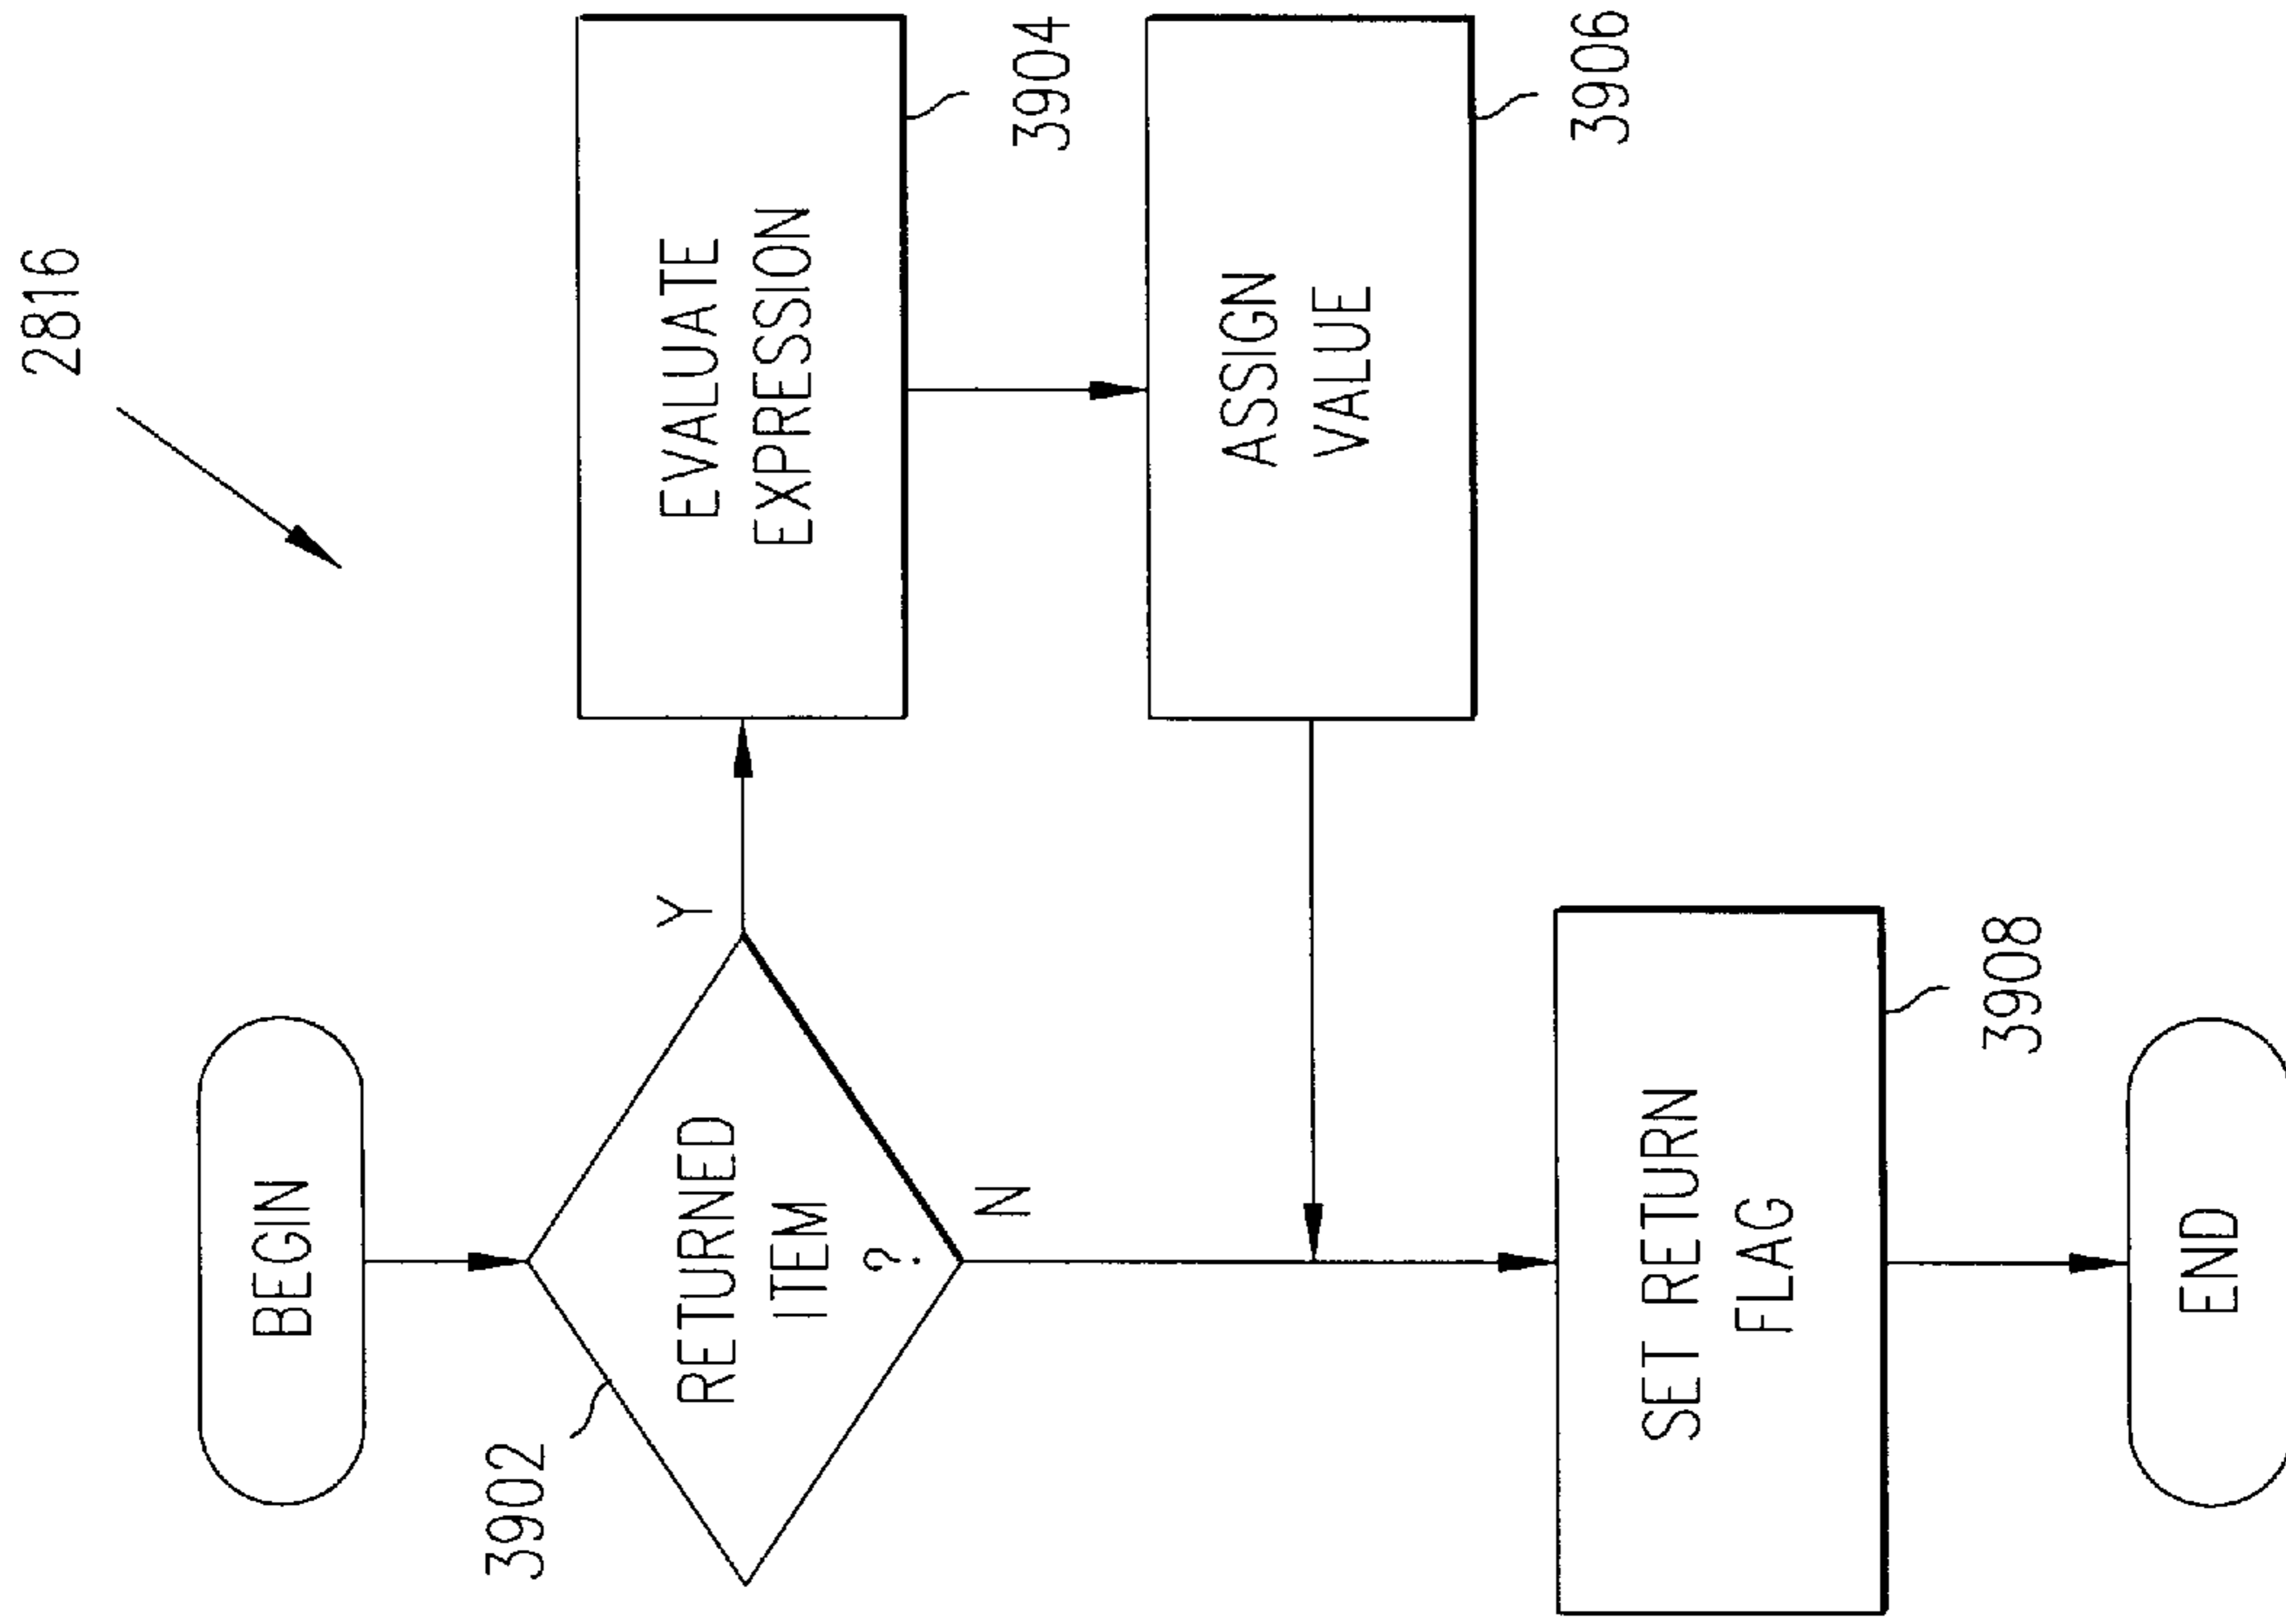 2816
BEGIN
3902
RETURNED
ITEM
?
Y
N
EVALUATE
EXPRESSION
3904
ASSIGN
VALUE
3906
SET RETURN
FLAG
3908
END